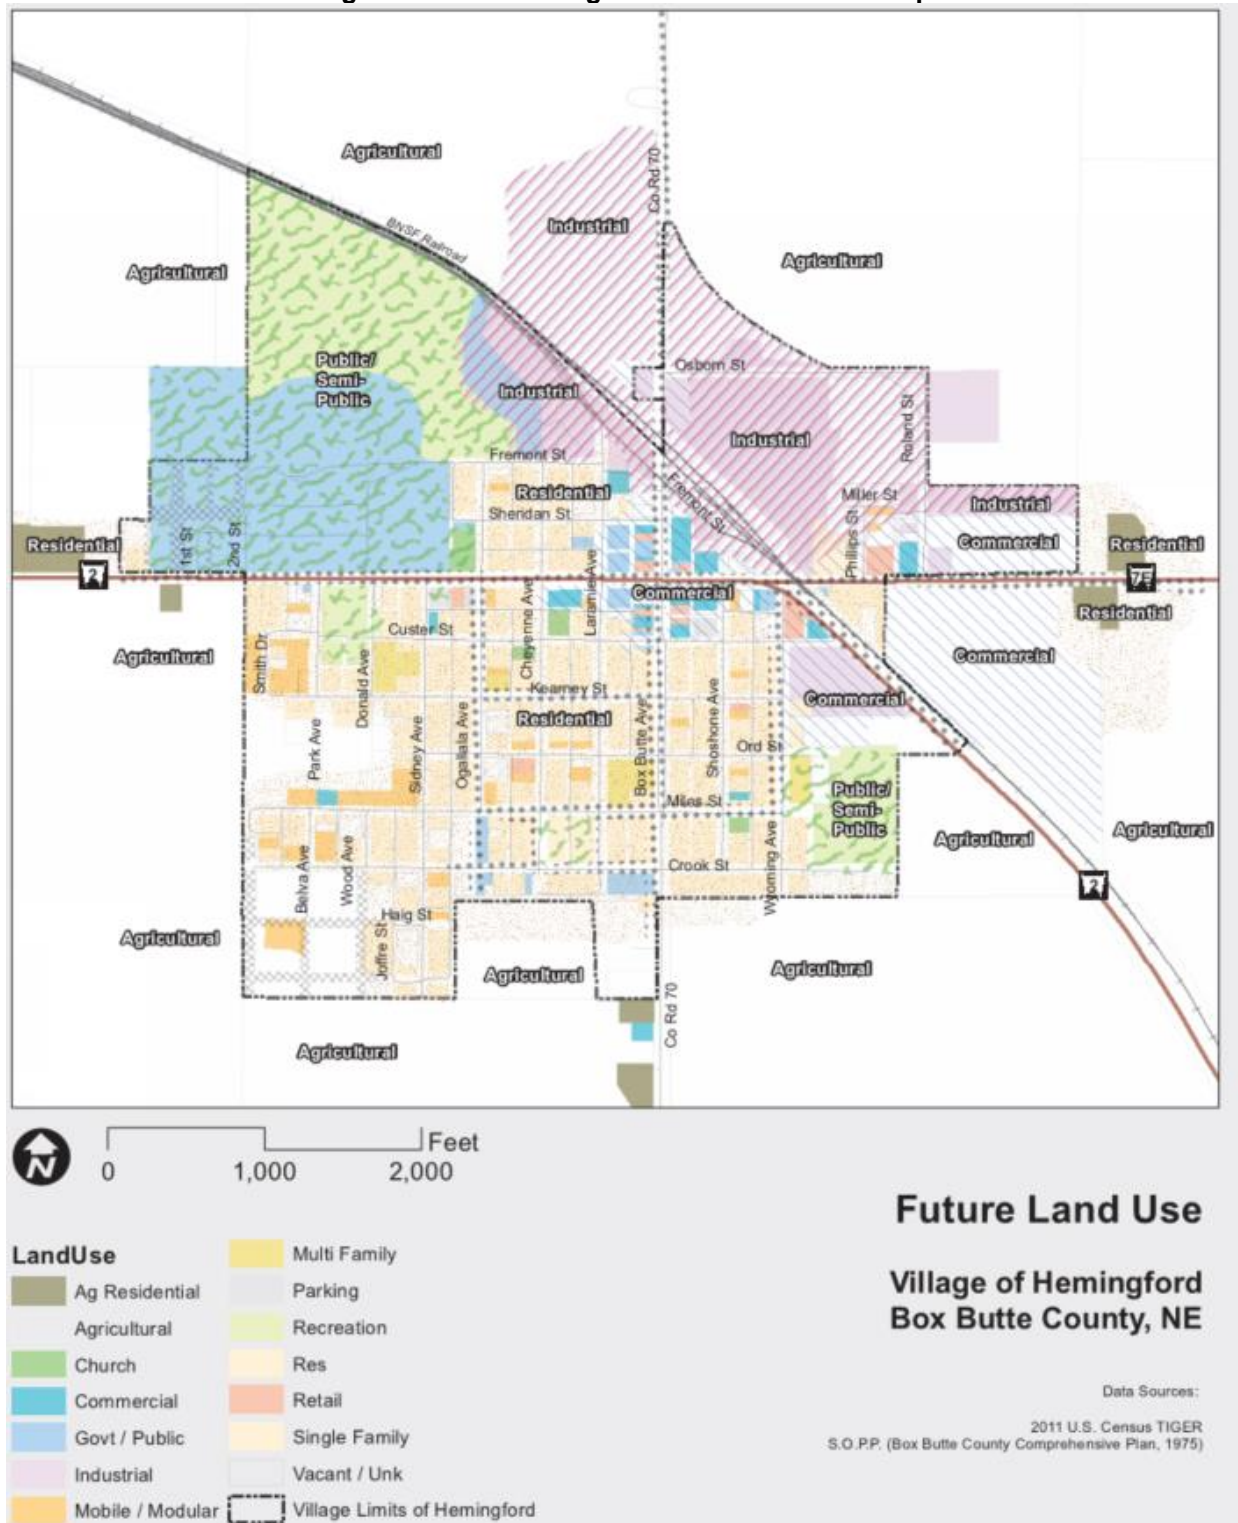 Agricultural
Co Rd 70
Industrial
BNSF Railroad
Agricultural
Agricultural
Public/
Semi-
Public
Osborn St
Industrial
Roland St
Industrial
Fremont St
Residential
Fremont St
Miller St
Industrial
Sheridan St
Phillips St
Commercial
Residential
1st St
2nd St
Residential
2
Laramie Ave
Commercial
7E
Cheyenne Ave
Residential
Custer St
Smith Dr
Agricultural
Donald Ave
Commercial
Kearney St
Commercial
Park Ave
Sidney Ave
Ogallala Ave
Residential
Box Butte Ave
Shoshone Ave
Ord St
Miles St
Public/
Semi-
Public
Agricultural
Agricultural
Belva Ave
Wood Ave
Crook St
Wyoming Ave
2
Haig St
Joffre St
Agricultural
Agricultural
Agricultural
Co Rd 70
Agricultural
N
Feet
0 1,000 2,000
Future Land Use
Village of Hemingford
Box Butte County, NE
Data Sources:
2011 U.S. Census TIGER
S.O.P.P. (Box Butte County Comprehensive Plan, 1975)
LandUse
Ag Residential
Agricultural
Church
Commercial
Govt / Public
Industrial
Mobile / Modular
Multi Family
Parking
Recreation
Res
Retail
Single Family
Vacant / Unk
Village Limits of Hemingford